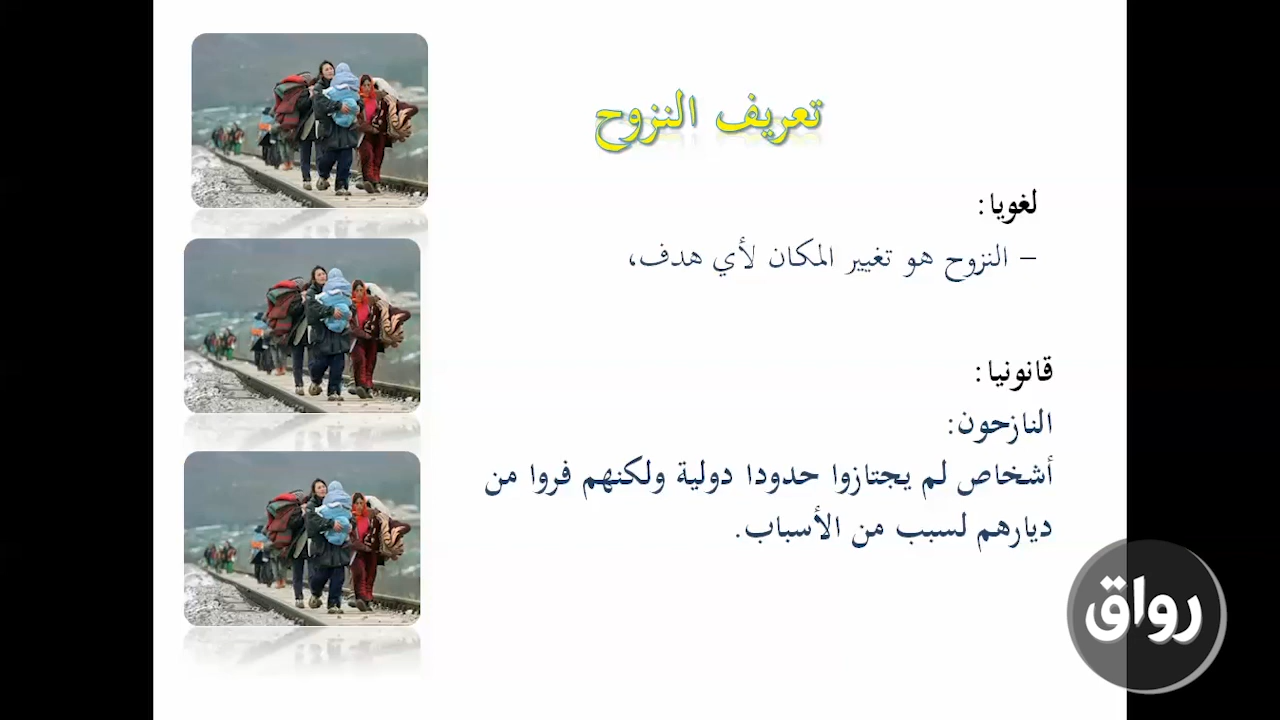 تعريف النزوح
لغويا:
– النزوح هو تغيير المكان لأي هدف،
قانونيا:
النازحون:
أشخاص لم يجتازوا حدودا دولية ولكنهم فروا من
ديارهم لسبب من الأسباب.
رواق